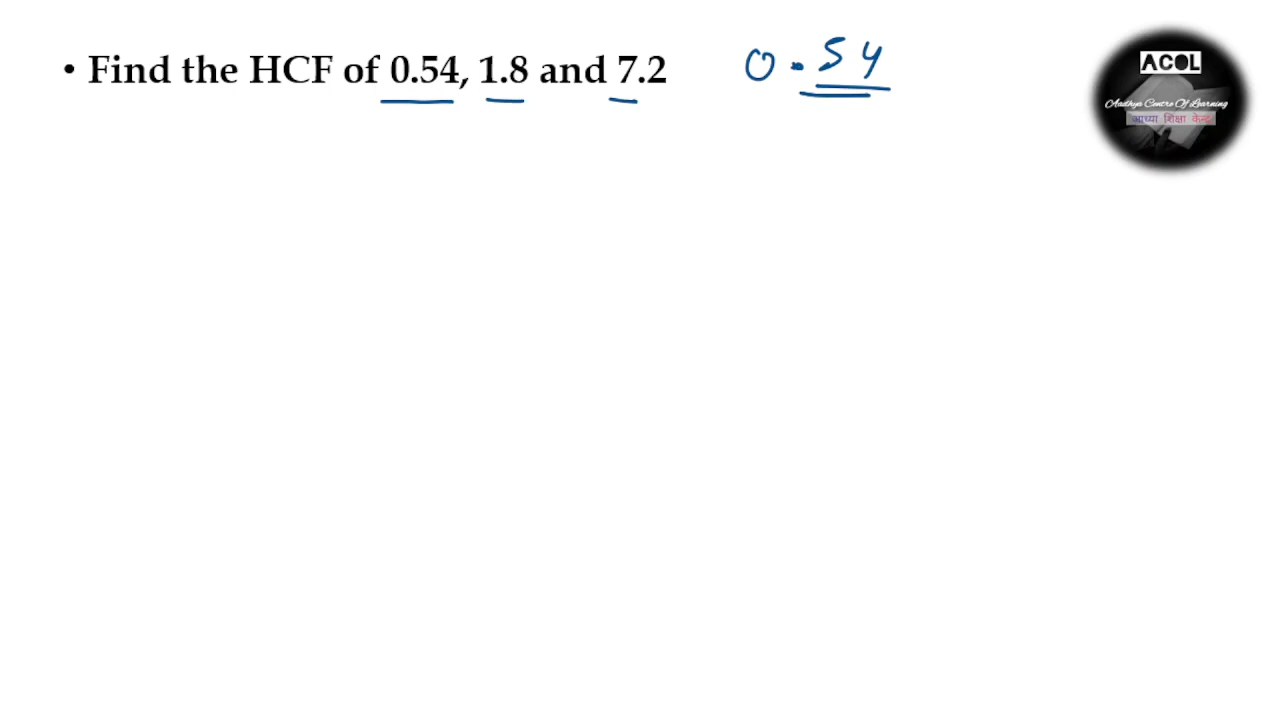 • Find the HCF of 0.54, 1.8 and 7.2
0.54
ACOL
Aadhya Centre Of Learning
आध्या शिक्षा केन्द्र